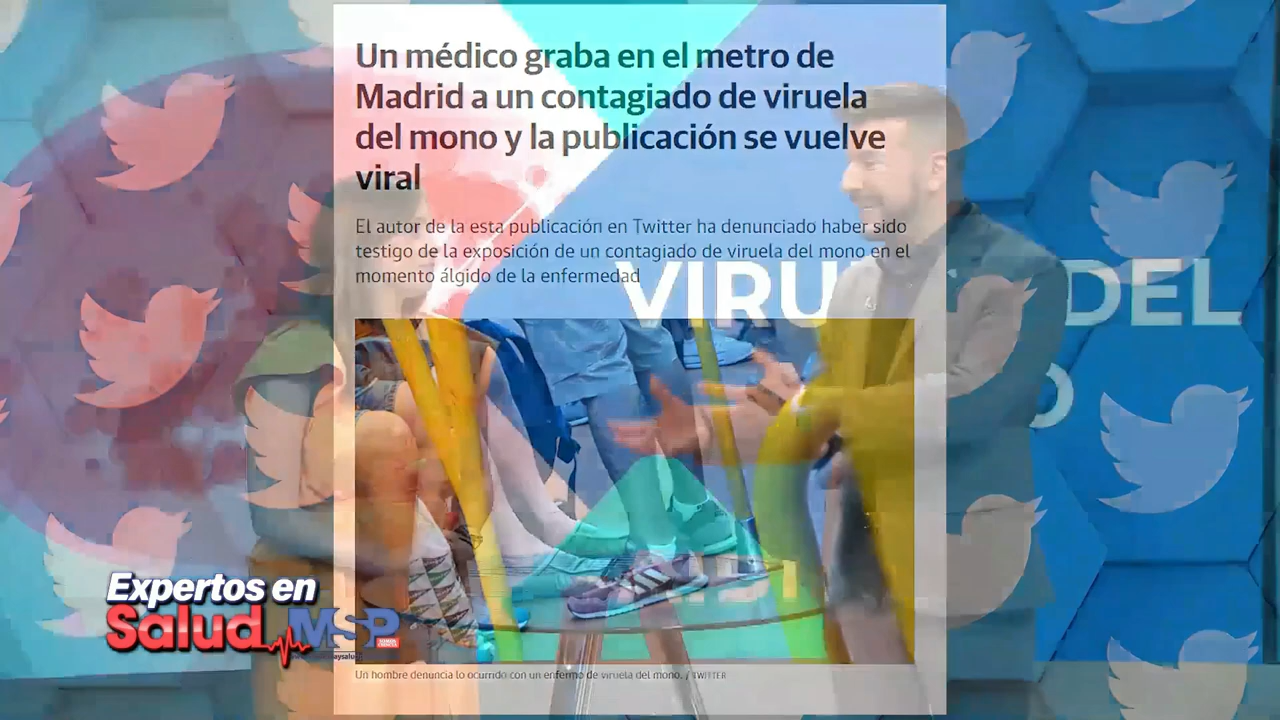 Un médico graba en el metro de
Madrid a un contagiado de viruela
del mono y la publicación se vuelve
viral
El autor de la esta publicación en Twitter ha denunciado haber sido
testigo de la exposición de un contagiado de viruela del mono en el
momento álgido de la enfermedad
VIRU DEL
O
Un hombre denuncia lo ocurrido con un enfermo de viruela del mono. / TWITTER
Expertos en
Salud MSP